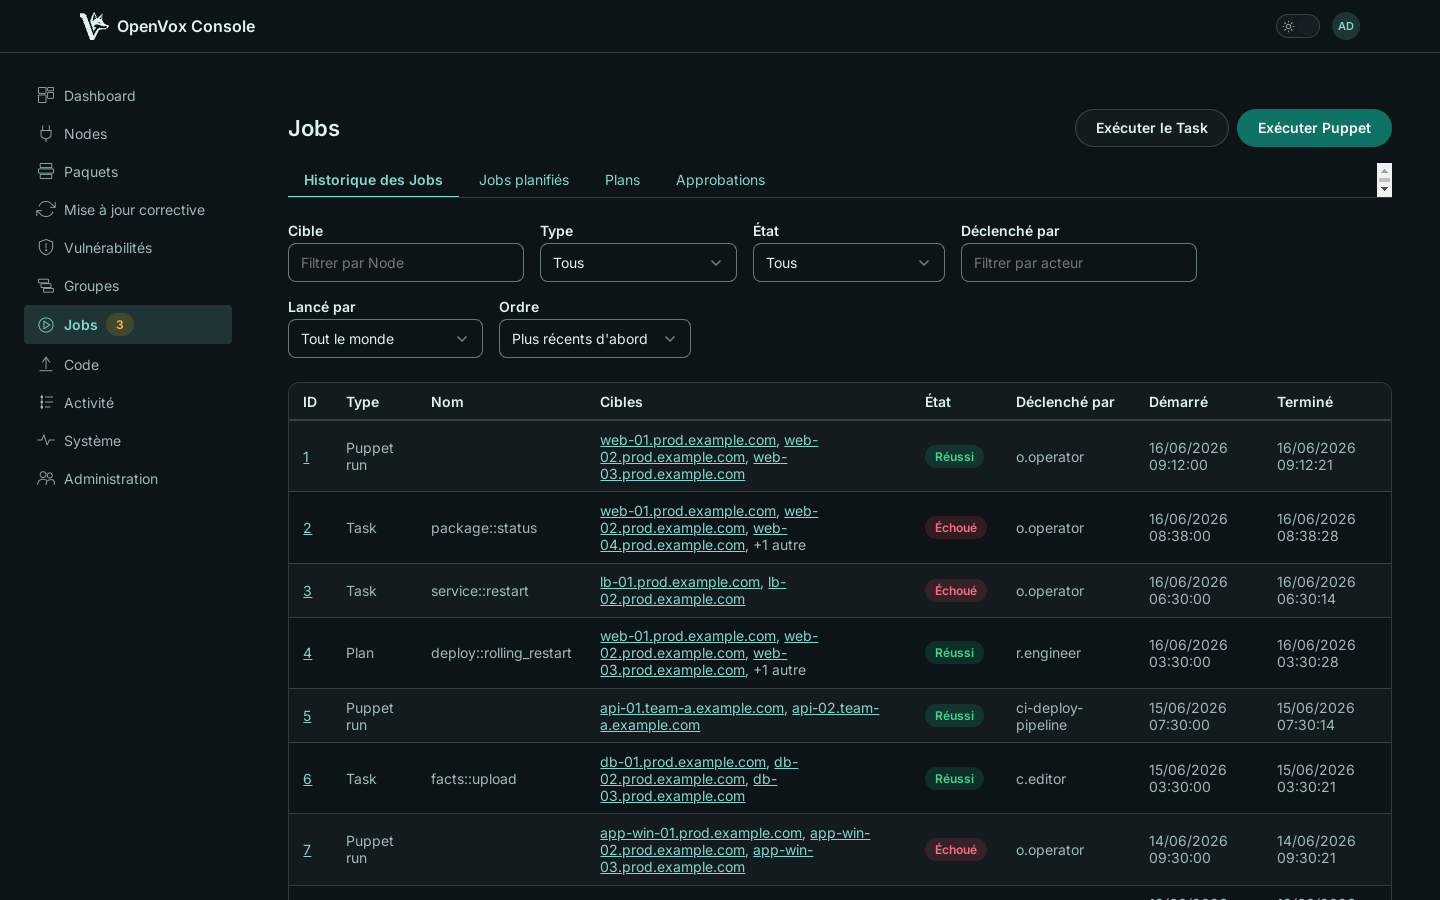 OpenVox Console
AD
Dashboard
Nodes
Paquets
Mise à jour corrective
Vulnérabilités
Groupes
Jobs 3
Code
Activité
Système
Administration
Jobs
Exécuter le Task
Exécuter Puppet
Historique des Jobs
Jobs planifiés
Plans
Approbations
Cible
Type
État
Déclenché par
Filtrer par Node
Tous
Tous
Filtrer par acteur
Lancé par
Ordre
Tout le monde
Plus récents d'abord
ID Type Nom Cibles État Déclenché par Démarré Terminé
1
Puppet
run
web-01.prod.example.com, web-
02.prod.example.com, web-
03.prod.example.com
Réussi
o.operator
16/06/2026
09:12:00
16/06/2026
09:12:21
2
Task
package::status
web-01.prod.example.com, web-
02.prod.example.com, web-
04.prod.example.com, +1 autre
Échoué
o.operator
16/06/2026
08:38:00
16/06/2026
08:38:28
3
Task
service::restart
lb-01.prod.example.com, lb-
02.prod.example.com
Échoué
o.operator
16/06/2026
06:30:00
16/06/2026
06:30:14
4
Plan
deploy::rolling_restart
web-01.prod.example.com, web-
02.prod.example.com, web-
03.prod.example.com, +1 autre
Réussi
r.engineer
16/06/2026
03:30:00
16/06/2026
03:30:28
5
Puppet
run
api-01.team-a.example.com, api-02.team-
a.example.com
Réussi
ci-deploy-
pipeline
15/06/2026
07:30:00
15/06/2026
07:30:14
6
Task
facts::upload
db-01.prod.example.com, db-
02.prod.example.com, db-
03.prod.example.com
Réussi
c.editor
15/06/2026
03:30:00
15/06/2026
03:30:21
7
Puppet
run
app-win-01.prod.example.com, app-win-
02.prod.example.com, app-win-
03.prod.example.com
Échoué
o.operator
14/06/2026
09:30:00
14/06/2026
09:30:21